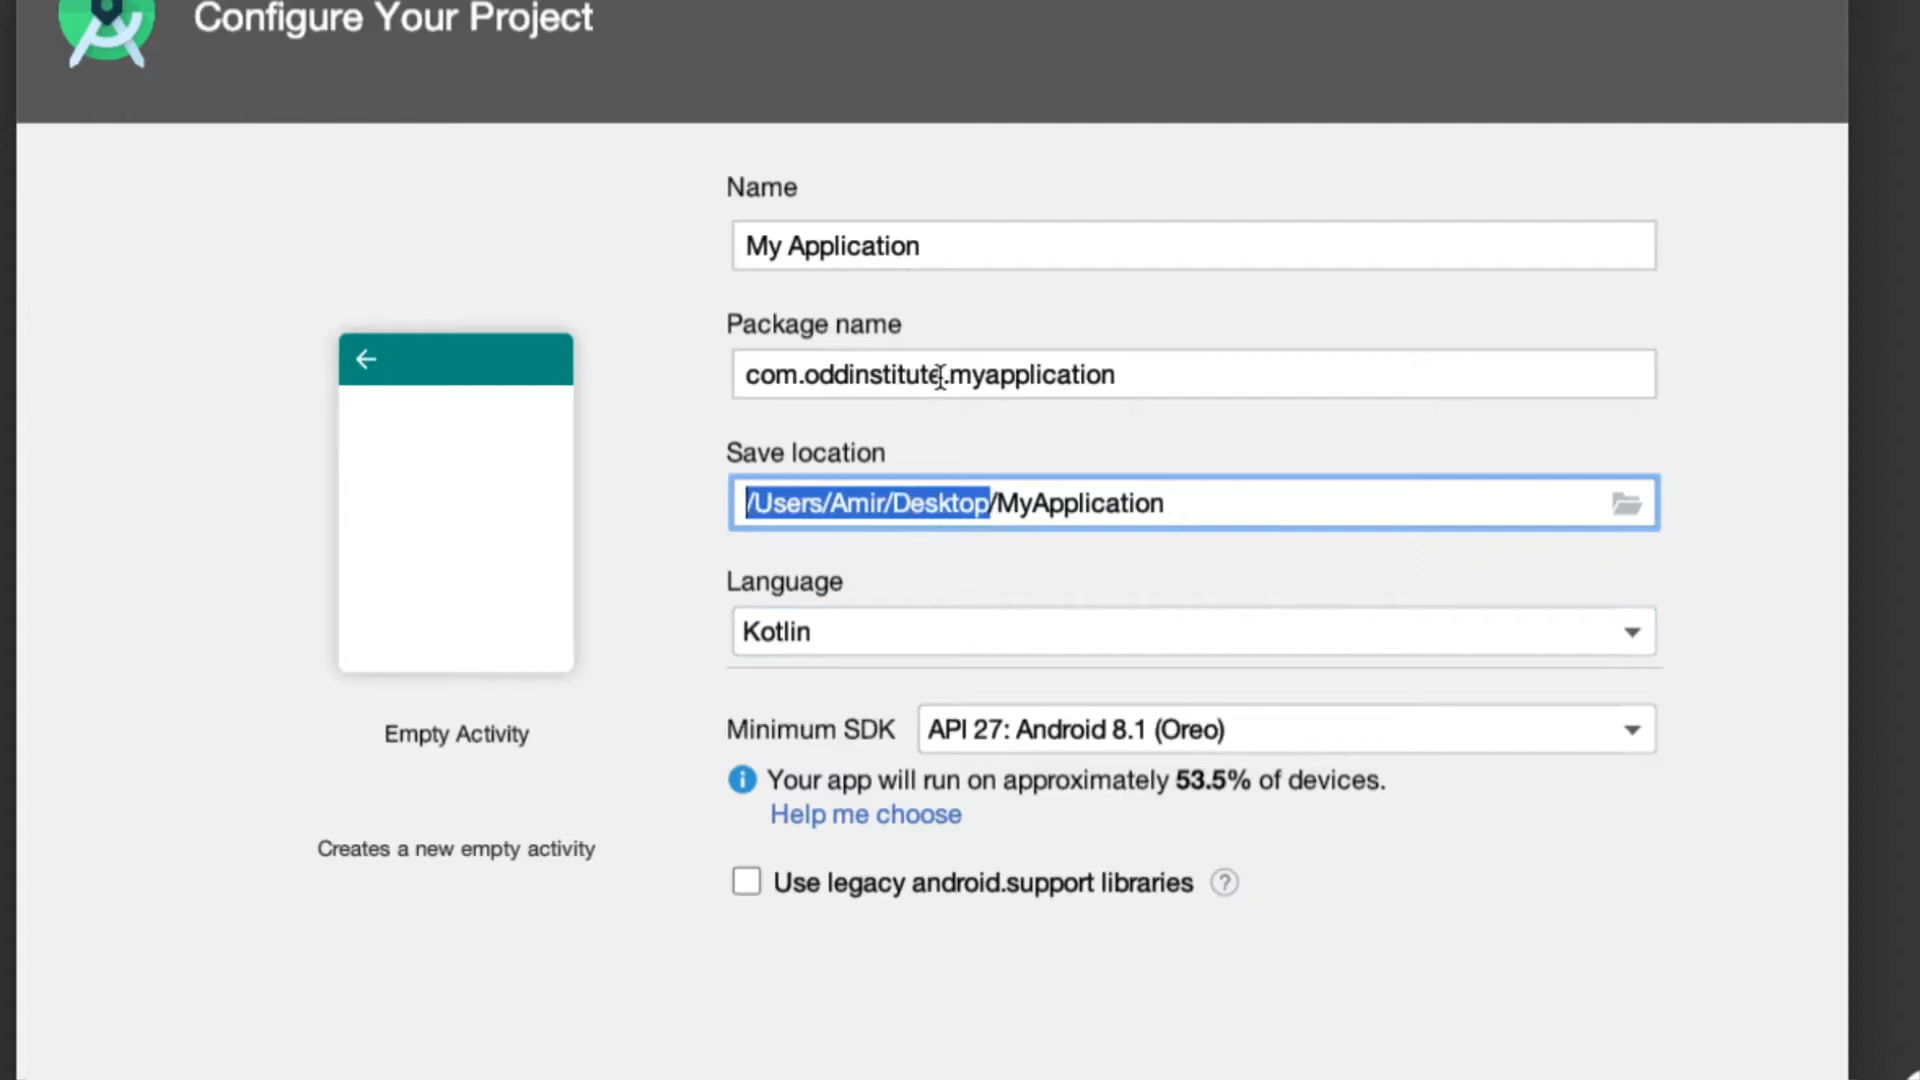 Configure Your Project
Name
My Application
Package name
com.oddinstitute.myapplication
Save location
/Users/Amir/Desktop/MyApplication
Language
Kotlin
Minimum SDK
API 27: Android 8.1 (Oreo)
Your app will run on approximately 53.5% of devices.
Help me choose
Use legacy android.support libraries
Empty Activity
Creates a new empty activity